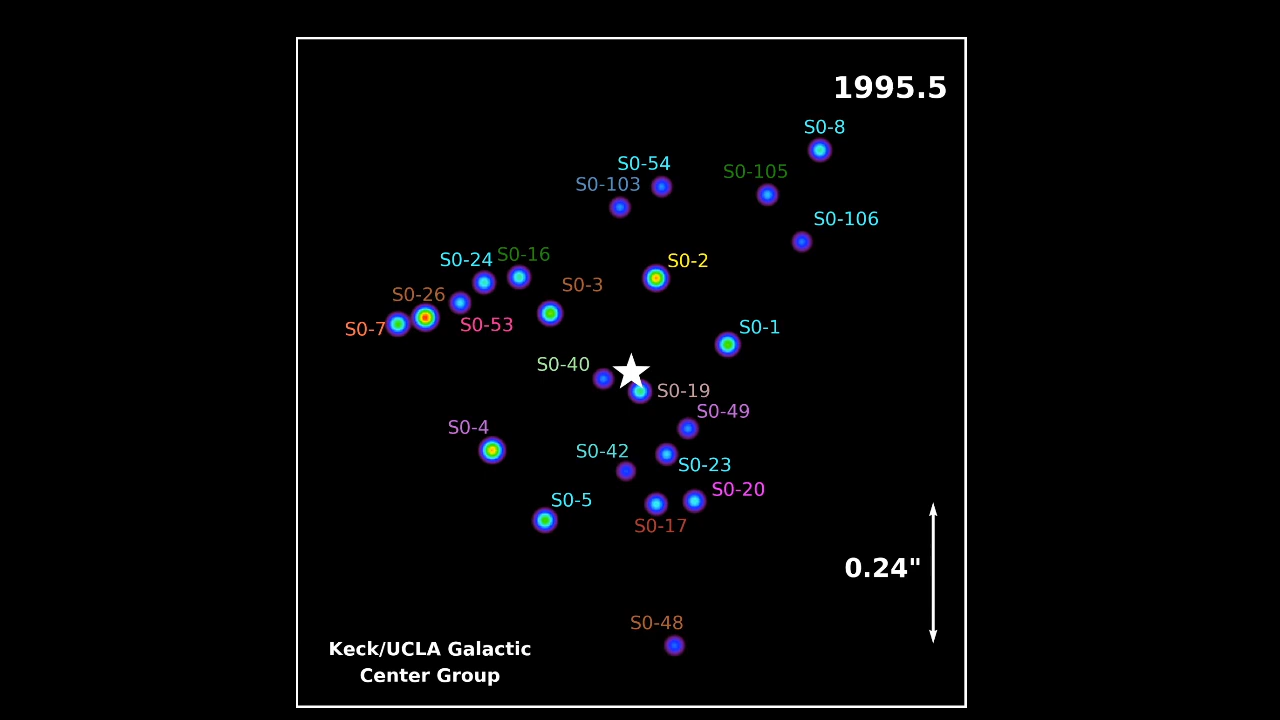 1995.5
S0-8
S0-54
S0-105
S0-103
S0-106
S0-16
S0-24
S0-2
S0-3
S0-26
S0-53
S0-7
S0-1
S0-40
S0-19
S0-49
S0-4
S0-42
S0-23
S0-20
S0-5
S0-17
0.24"
S0-48
Keck/UCLA Galactic
Center Group